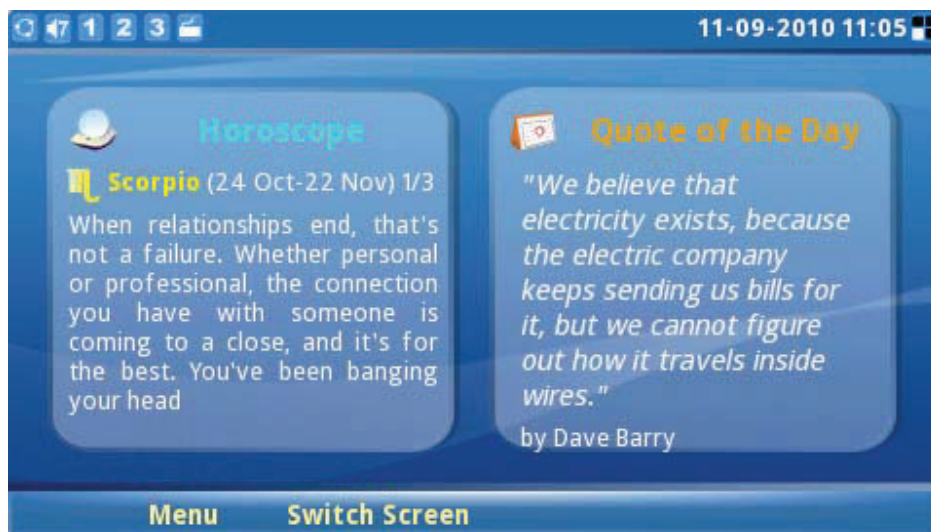 47 1 2 3 11-09-2010 11:05
Horoscope
Scorpio (24 Oct-22 Nov) 1/3
When relationships end, that's
not a failure. Whether personal
or professional, the connection
you have with someone is
coming to a close, and it's for
the best. You've been banging
your head
Quote of the Day
"We believe that
electricity exists, because
the electric company
keeps sending us bills for
it, but we cannot figure
out how it travels inside
wires."
by Dave Barry
Menu Switch Screen